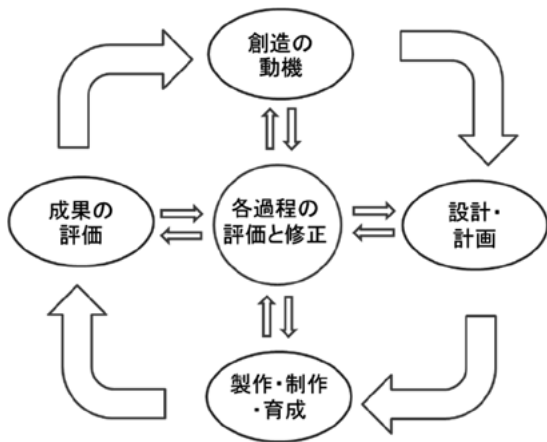 創造の
動機
成果の
評価
各過程の
評価と修正
設計・
計画
製作・制作
・育成